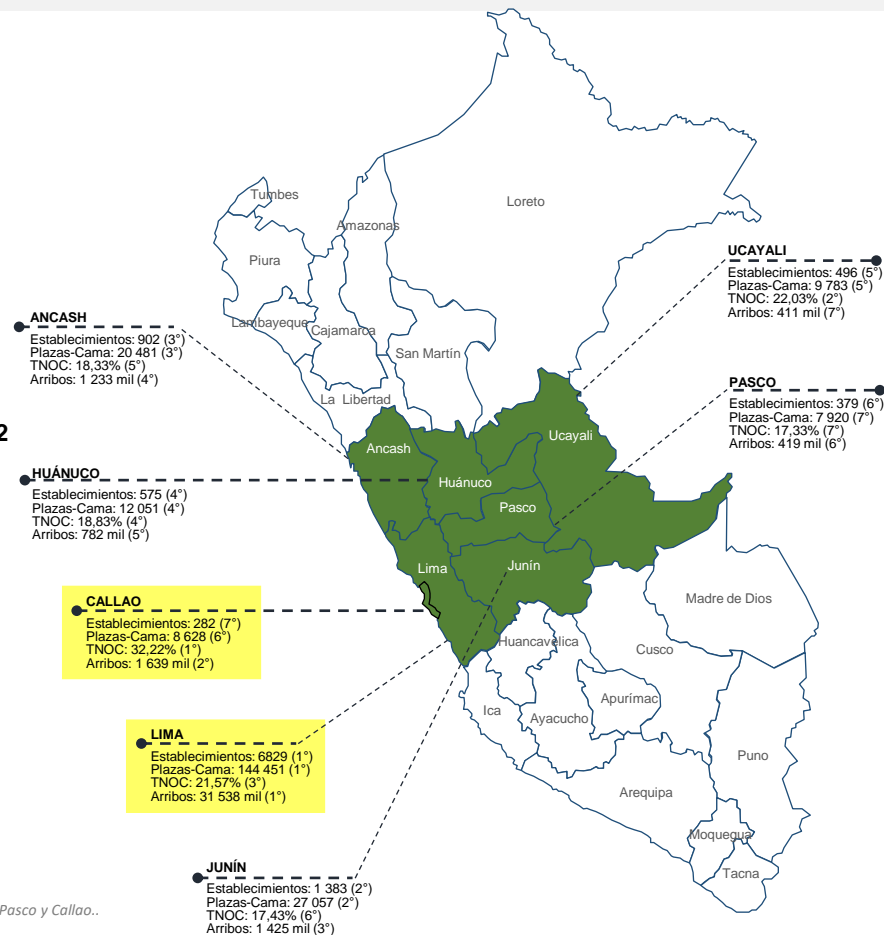 Tumbes
Amazonas
Loreto
Piura
Lambayeque
Cajamarca
San Martín
La Libertad
UCAYALI
Establecimientos: 496 (5°)
Plazas-Cama: 9 783 (5°)
TNOC: 22,03% (2°)
Arribos: 411 mil (7°)
ANCASH
Establecimientos: 902 (3°)
Plazas-Cama: 20 481 (3°)
TNOC: 18,33% (5°)
Arribos: 1 233 mil (4°)
PASCO
Establecimientos: 379 (6°)
Plazas-Cama: 7 920 (7°)
TNOC: 17,33% (7°)
Arribos: 419 mil (6°)
2
Ancash
Ucayali
Huánuco
Pasco
Lima
Junín
HUÁNUCO
Establecimientos: 575 (4°)
Plazas-Cama: 12 051 (4°)
TNOC: 18,83% (4°)
Arribos: 782 mil (5°)
CALLAO
Establecimientos: 282 (7°)
Plazas-Cama: 8 628 (6°)
TNOC: 32,22% (1°)
Arribos: 1 639 mil (2°)
Madre de Dios
Huancavelica
Cusco
Ica
Ayacucho
Apurímac
Puno
Arequipa
Moquegua
Tacna
LIMA
Establecimientos: 6829 (1°)
Plazas-Cama: 144 451 (1°)
TNOC: 21,57% (3°)
Arribos: 31 538 mil (1°)
JUNÍN
Establecimientos: 1 383 (2°)
Plazas-Cama: 27 057 (2°)
TNOC: 17,43% (6°)
Arribos: 1 425 mil (3°)
Pasco y Callao..